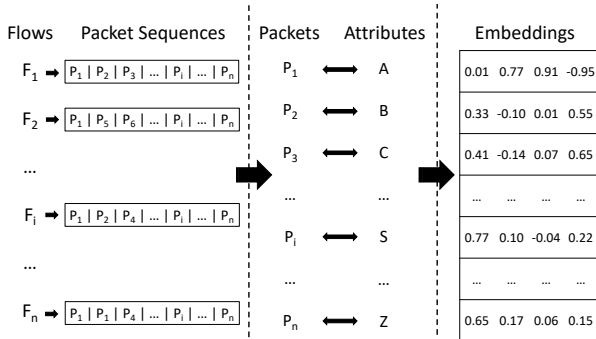 Flows Packet Sequences Packets Attributes Embeddings
F1 P1 | P2 | P3 | ... | Pi | ... | Pn P1 A 0.01 0.77 0.91 -0.95
F2 P1 | P5 | P6 | ... | Pi | ... | Pn P2 B 0.33 -0.10 0.01 0.55
... P3 C 0.41 -0.14 0.07 0.65
... ... ... ... ... ...
Fi P1 | P2 | P4 | ... | Pi | ... | Pn Pi S 0.77 0.10 -0.04 0.22
... ... ... ... ... ... ...
Fn P1 | P1 | P4 | ... | Pi | ... | Pn Pn Z 0.65 0.17 0.06 0.15